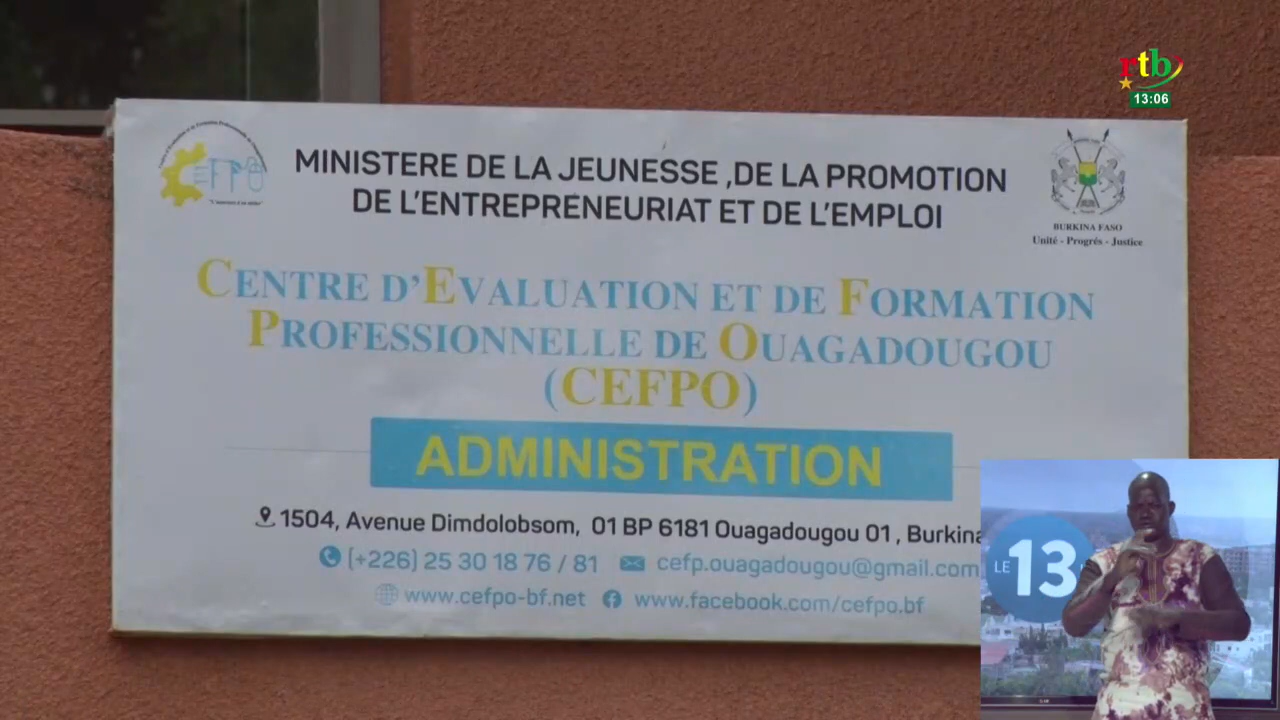 rtb
13:06
MINISTERE DE LA JEUNESSE ,DE LA PROMOTION
DE L'ENTREPRENEURIAT ET DE L'EMPLOI
BURKINA FASO
Unité - Progrés - Justice
CENTRE D'EVALUATION ET DE FORMATION
PROFESSIONNELLE DE OUAGADOUGOU
(CEFPO)
ADMINISTRATION
1504, Avenue Dimdolobsom, 01 BP 6181 Ouagadougou 01 , Burkina
(+226) 25 30 18 76 / 81 cefp.ouagadougou@gmail.com
www.cefpo-bf.net www.facebook.com/cefpo.bf
LE 13